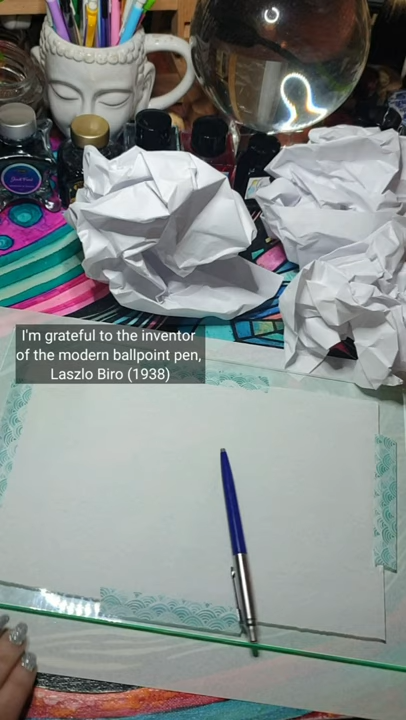 I'm grateful to the inventor
of the modern ballpoint pen,
Laszlo Biro (1938)